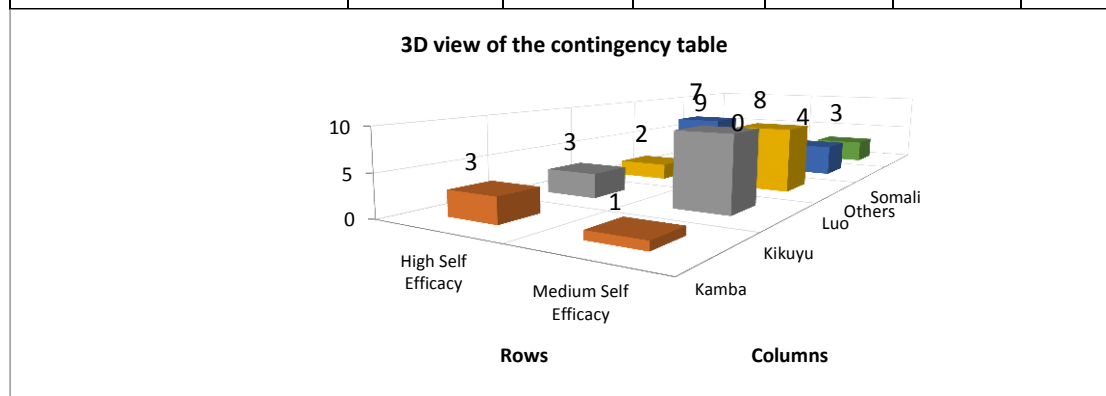 3D view of the contingency table
10
5
0
3
3
2
7
0
1
9
8
4
3
High Self
Efficacy
Medium Self
Efficacy
Kamba
Kikuyu
Luo
Others
Somali
Rows
Columns